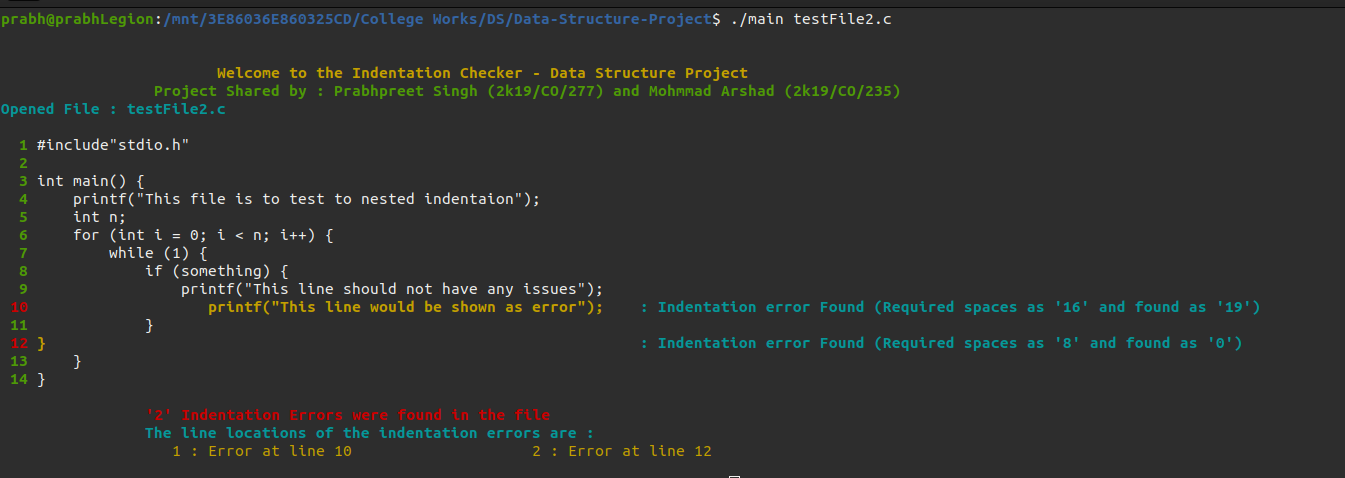 prabh@prabhLegion:/mnt/3E86036E860325CD/College Works/DS/Data-Structure-Project$ ./main testFile2.c
Welcome to the Indentation Checker - Data Structure Project
Project Shared by : Prabhpreet Singh (2k19/CO/277) and Mohmmad Arshad (2k19/CO/235)
Opened File : testFile2.c
1 #include"stdio.h"
2
3 int main() {
4     printf("This file is to test to nested indentaion");
5     int n;
6     for (int i = 0; i < n; i++) {
7         while (1) {
8             if (something) {
9                 printf("This line should not have any issues");
10                    printf("This line would be shown as error");    : Indentation error Found (Required spaces as '16' and found as '19')
11             }
12 }    : Indentation error Found (Required spaces as '8' and found as '0')
13     }
14 }
'2' Indentation Errors were found in the file
The line locations of the indentation errors are :
1 : Error at line 10                    2 : Error at line 12